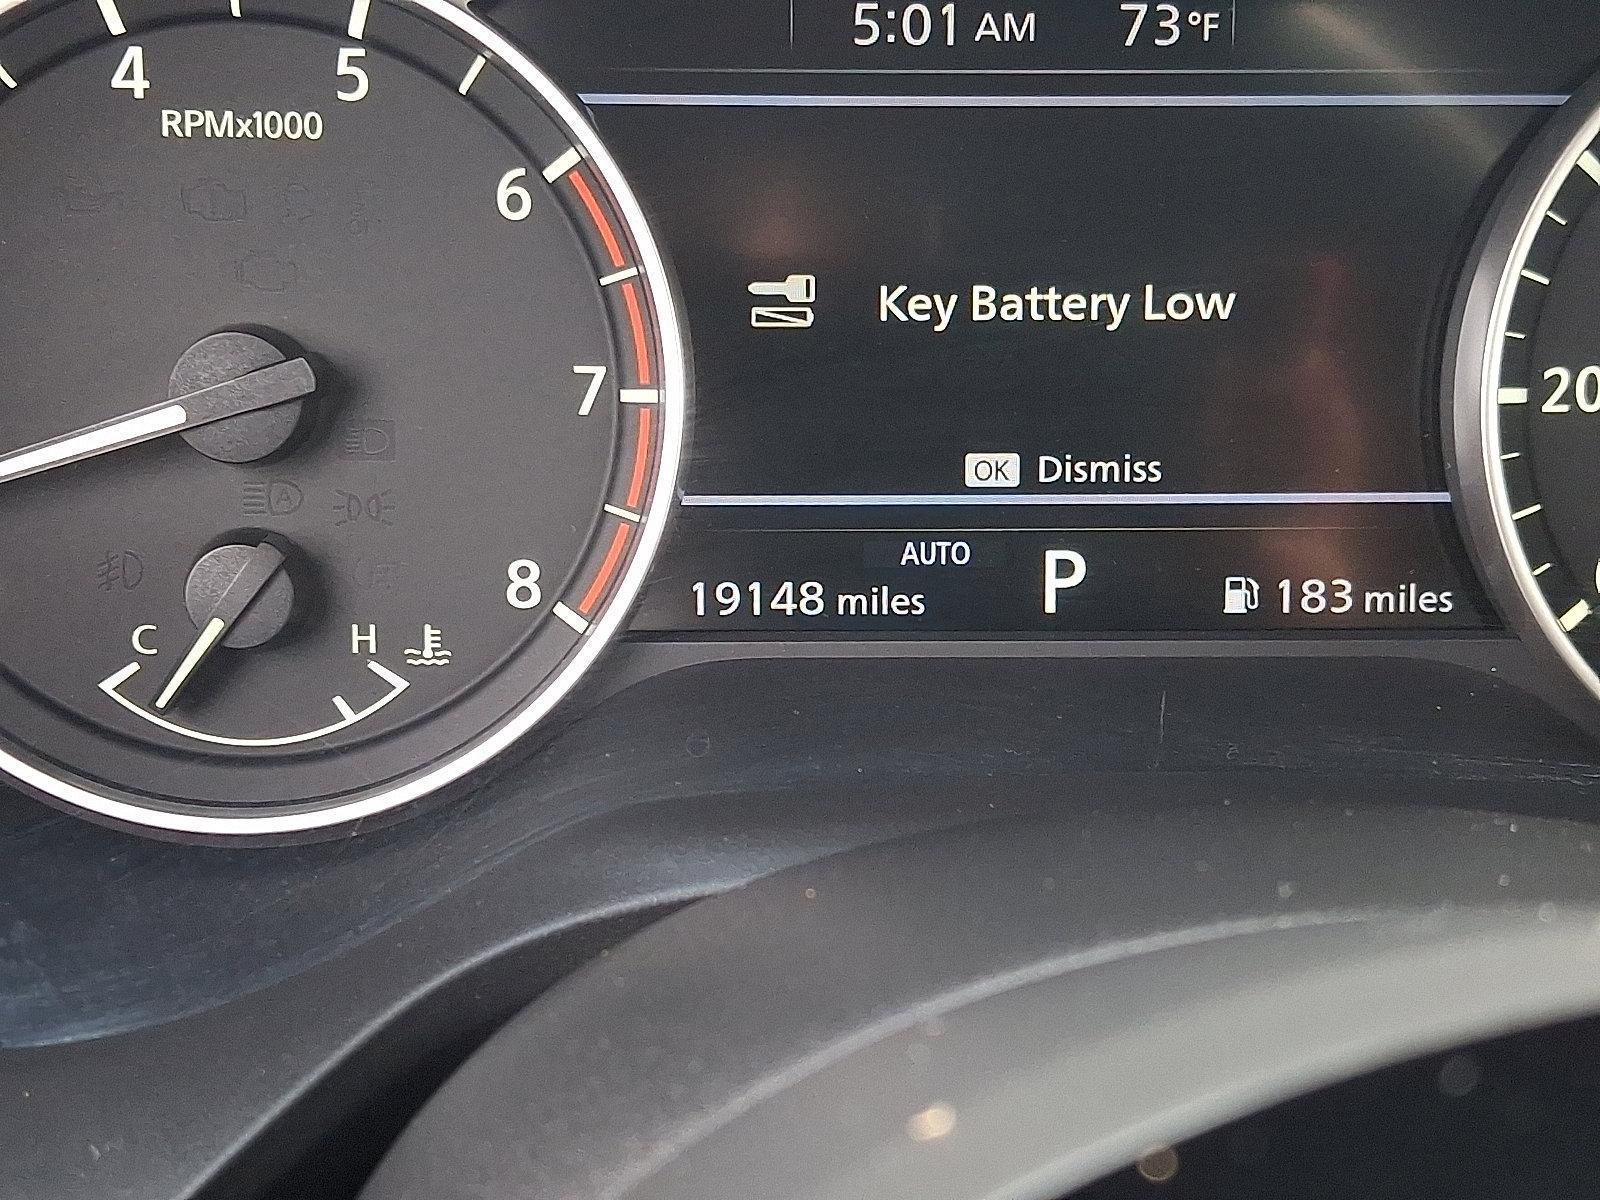 5:01 AM 73°F
4 5
RPMx1000
6
7
8
C H
Key Battery Low
OK Dismiss
AUTO
19148 miles P 183 miles
20